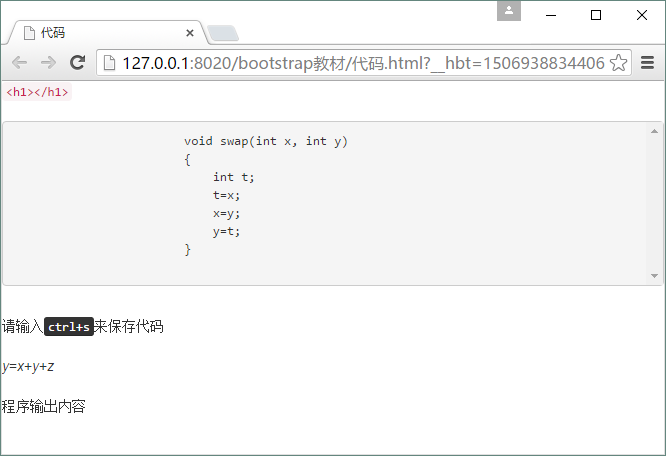 代码
127.0.0.1:8020/bootstrap教材/代码.html?__hbt=1506938834406
<h1></h1>
void swap(int x, int y)
{
int t;
t=x;
x=y;
y=t;
}
请输入ctrl+s来保存代码
y=x+y+z
程序输出内容